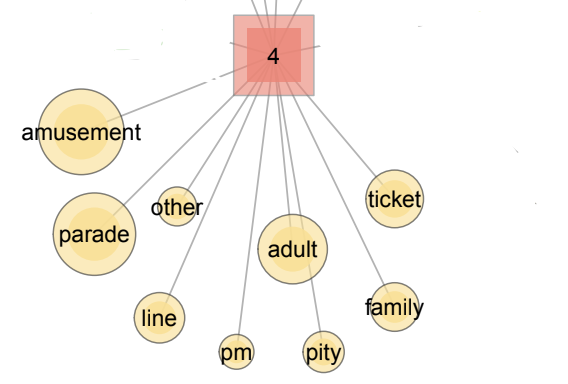 4
amusement
other
ticket
parade
adult
line
family
pm
pity